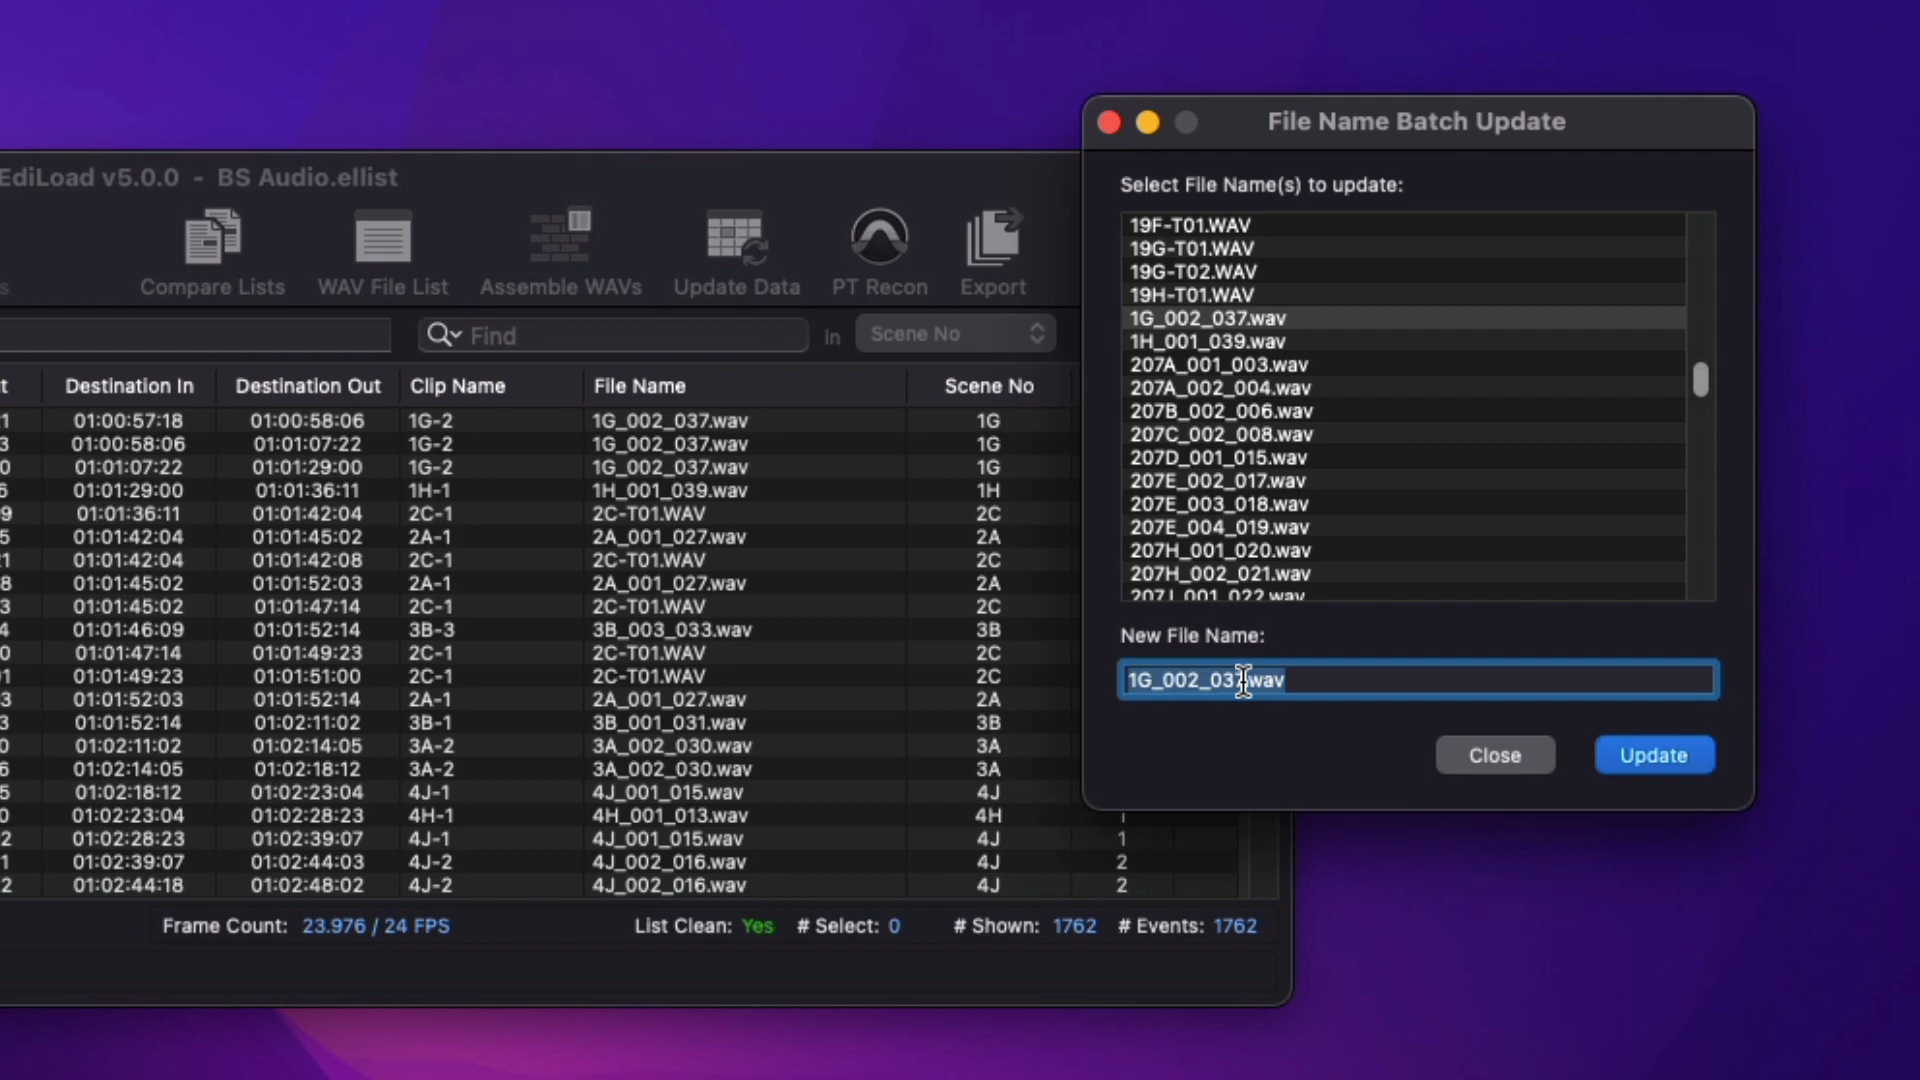 EdiLoad v5.0.0 - BS Audio.ellist
Compare Lists WAV File List Assemble WAVs Update Data PT Recon Export
Find In Scene No
Destination In Destination Out Clip Name File Name Scene No
01:00:57:18 01:00:58:06 1G-2 1G_002_037.wav 1G
01:00:58:06 01:01:07:22 1G-2 1G_002_037.wav 1G
01:01:07:22 01:01:29:00 1G-2 1G_002_037.wav 1G
01:01:29:00 01:01:36:11 1H-1 1H_001_039.wav 1H
01:01:36:11 01:01:42:04 2C-1 2C-T01.WAV 2C
01:01:42:04 01:01:45:02 2A-1 2A_001_027.wav 2A
01:01:42:04 01:01:42:08 2C-1 2C-T01.WAV 2C
01:01:45:02 01:01:52:03 2A-1 2A_001_027.wav 2A
01:01:45:02 01:01:47:14 2C-1 2C-T01.WAV 2C
01:01:46:09 01:01:52:14 3B-3 3B_003_033.wav 3B
01:01:47:14 01:01:49:23 2C-1 2C-T01.WAV 2C
01:01:49:23 01:01:51:00 2C-1 2C-T01.WAV 2C
01:01:52:03 01:01:52:14 2A-1 2A_001_027.wav 2A
01:01:52:14 01:02:11:02 3B-1 3B_001_031.wav 3B
01:02:11:02 01:02:14:05 3A-2 3A_002_030.wav 3A
01:02:14:05 01:02:18:12 3A-2 3A_002_030.wav 3A
01:02:18:12 01:02:23:04 4J-1 4J_001_015.wav 4J
01:02:23:04 01:02:28:23 4H-1 4H_001_013.wav 4H
01:02:28:23 01:02:39:07 4J-1 4J_001_015.wav 4J 1
01:02:39:07 01:02:44:03 4J-2 4J_002_016.wav 4J 2
01:02:44:18 01:02:48:02 4J-2 4J_002_016.wav 4J 2
Frame Count: 23.976 / 24 FPS List Clean: Yes # Select: 0 # Shown: 1762 # Events: 1762
File Name Batch Update
Select File Name(s) to update:
19F-T01.WAV
19G-T01.WAV
19G-T02.WAV
19H-T01.WAV
1G_002_037.wav
1H_001_039.wav
207A_001_003.wav
207A_002_004.wav
207B_002_006.wav
207C_002_008.wav
207D_001_015.wav
207E_002_017.wav
207E_003_018.wav
207E_004_019.wav
207H_001_020.wav
207H_002_021.wav
207J_001_022.wav
New File Name:
1G_002_037.wav
Close Update